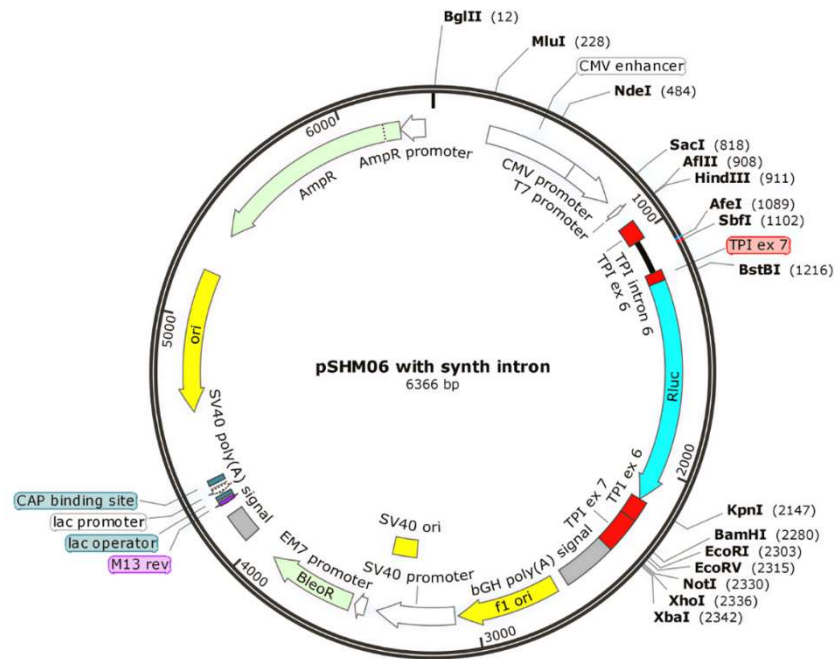 BglII (12)
MluI (228)
CMV enhancer
NdeI (484)
SacI (818)
AflII (908)
HindIII (911)
AfeI (1089)
SbfI (1102)
TPI ex 7
BstBI (1216)
1000
6000
AmpR promoter
AmpR
CMV promoter
T7 promoter
TPI ex 6
TPI intron 6
Rluc
5000
ori
pSHM06 with synth intron
6366 bp
2000
TPI ex 6
TPI ex 7
KpnI (2147)
BamHI (2280)
EcoRI (2303)
EcoRV (2315)
NotI (2330)
XhoI (2336)
XbaI (2342)
bGH poly(A) signal
f1 ori
3000
SV40 ori
SV40 promoter
EM7 promoter
BleoR
4000
SV40 poly(A) signal
CAP binding site
lac promoter
lac operator
M13 rev